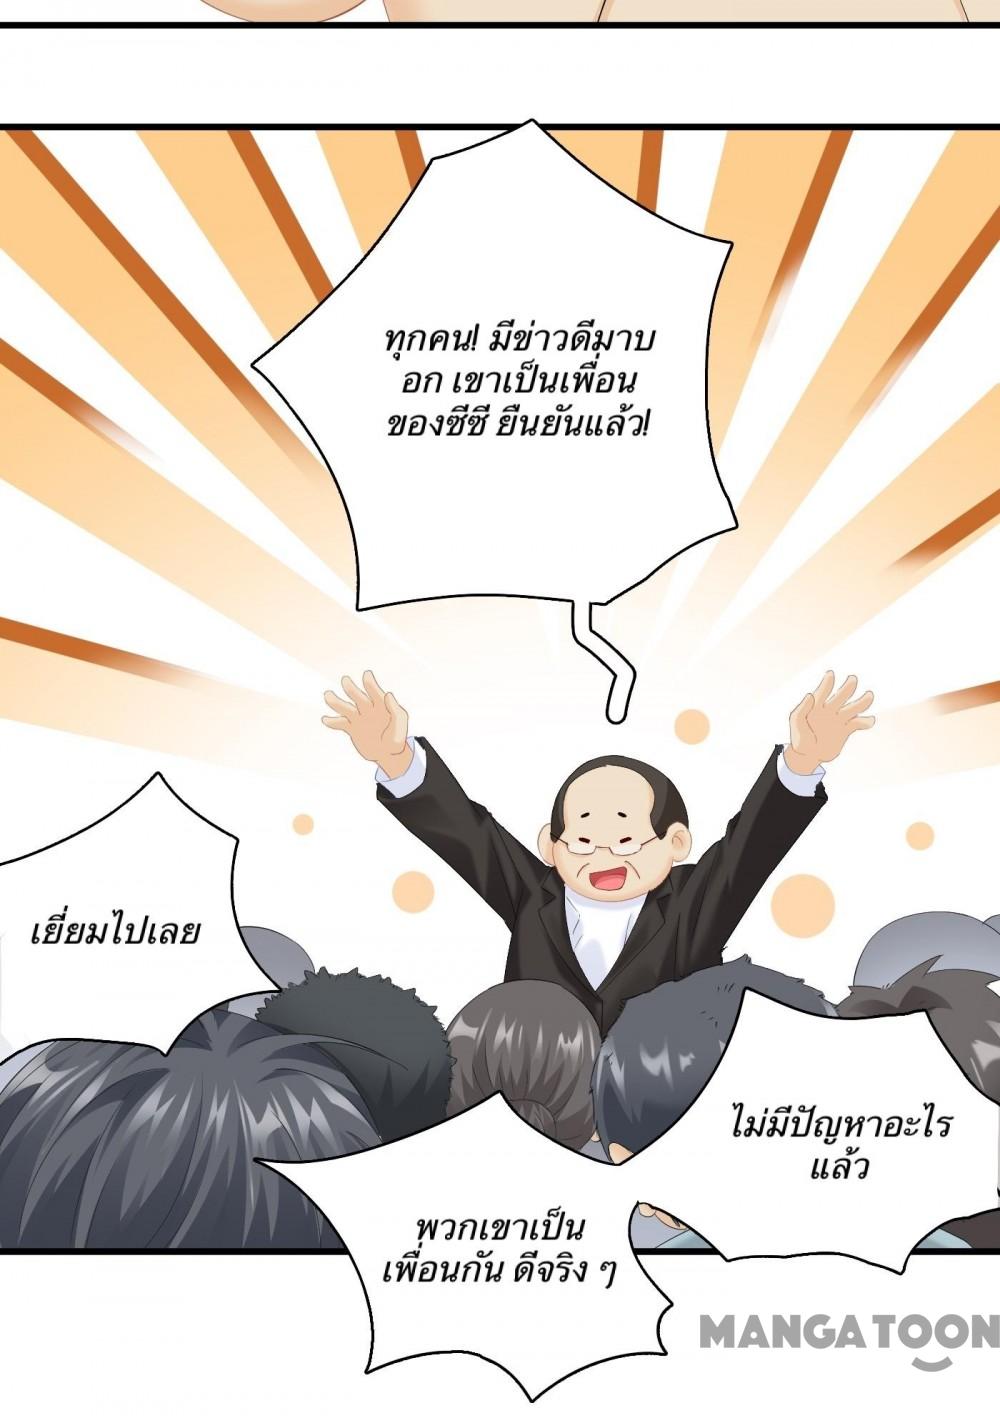 ทุกคน! มีข่าวดีมาบ
อก เขาเป็นเพื่อน
ของซีซี ยืนยันแล้ว!
เยี่ยมไปเลย
ไม่มีปัญหาอะไร
แล้ว
พวกเขาเป็น
เพื่อนกัน ดีจริง ๆ
MANGATOON